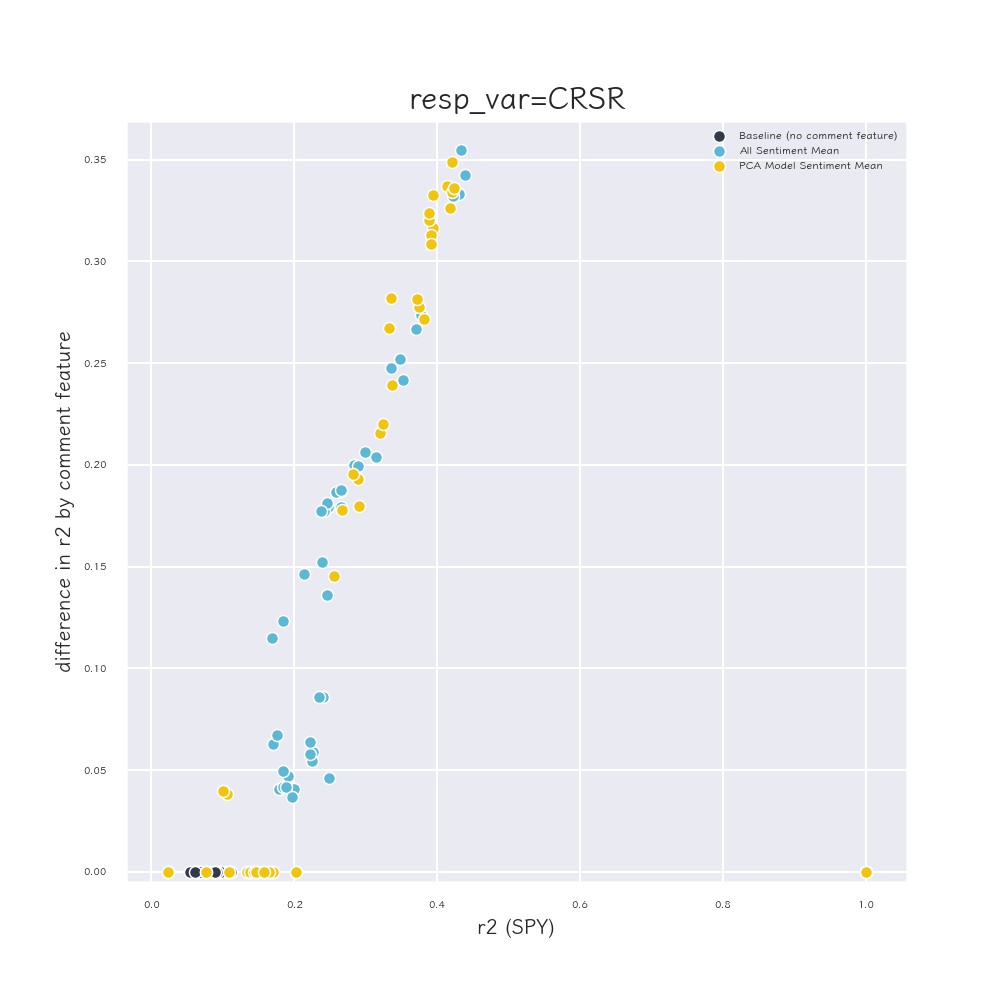 resp_var=CRSR
Baseline (no comment feature)
All Sentiment Mean
PCA Model Sentiment Mean
difference in r2 by comment feature
0.35
0.30
0.25
0.20
0.15
0.10
0.05
0.00
0.0 0.2 0.4 0.6 0.8 1.0
r2 (SPY)